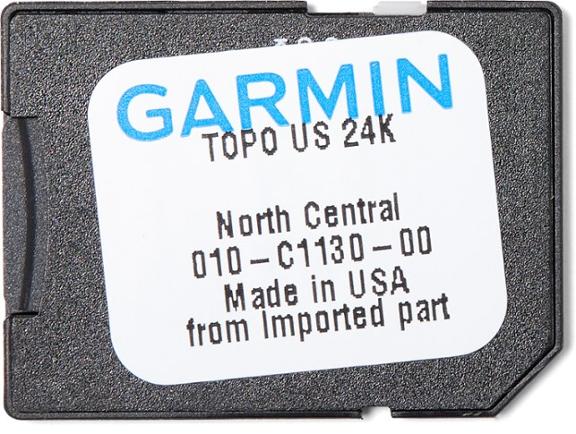 GARMIN
TOPO US 24K
North Central
010-C1130-00
Made in USA
from Imported part